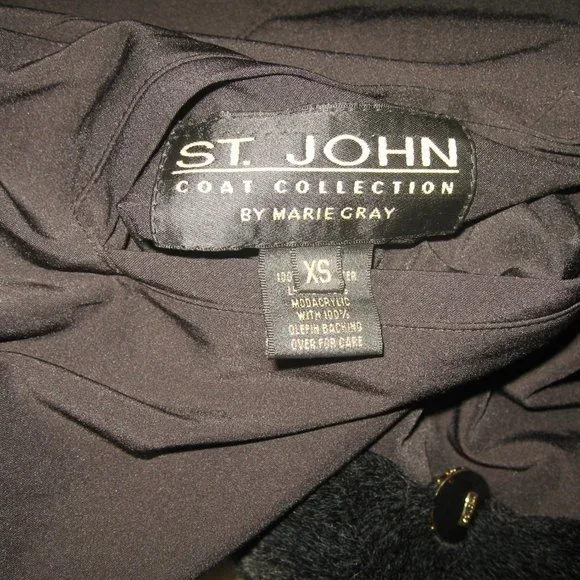 ST. JOHN
COAT COLLECTION
BY MARIE GRAY
XS
MODACRYLIC
WITH 100%
OLEFIN BACKING
OVER FOR CARE